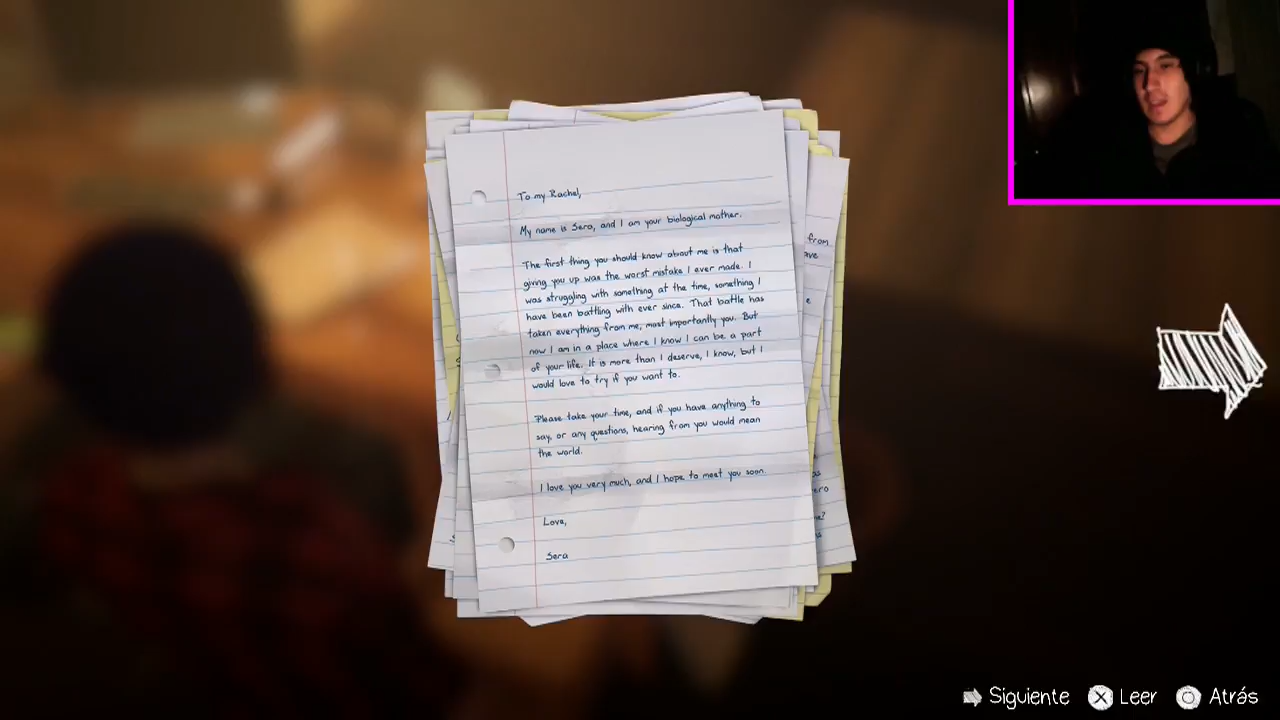 To my Rachel,
My name is Sera, and I am your biological mother.
The first thing you should know about me is that
giving you up was the worst mistake I ever made. I
was struggling with something at the time, something I
have been battling with ever since. That battle has
taken everything from me, most importantly you. But
now I am in a place where I know I can be a part
of your life. It is more than I deserve, I know, but I
would love to try if you want to.
Please take your time, and if you have anything to
say, or any questions, hearing from you would mean
the world.
I love you very much, and I hope to meet you soon.
Love,
Sera
from
Siguiente
Leer
Atrás